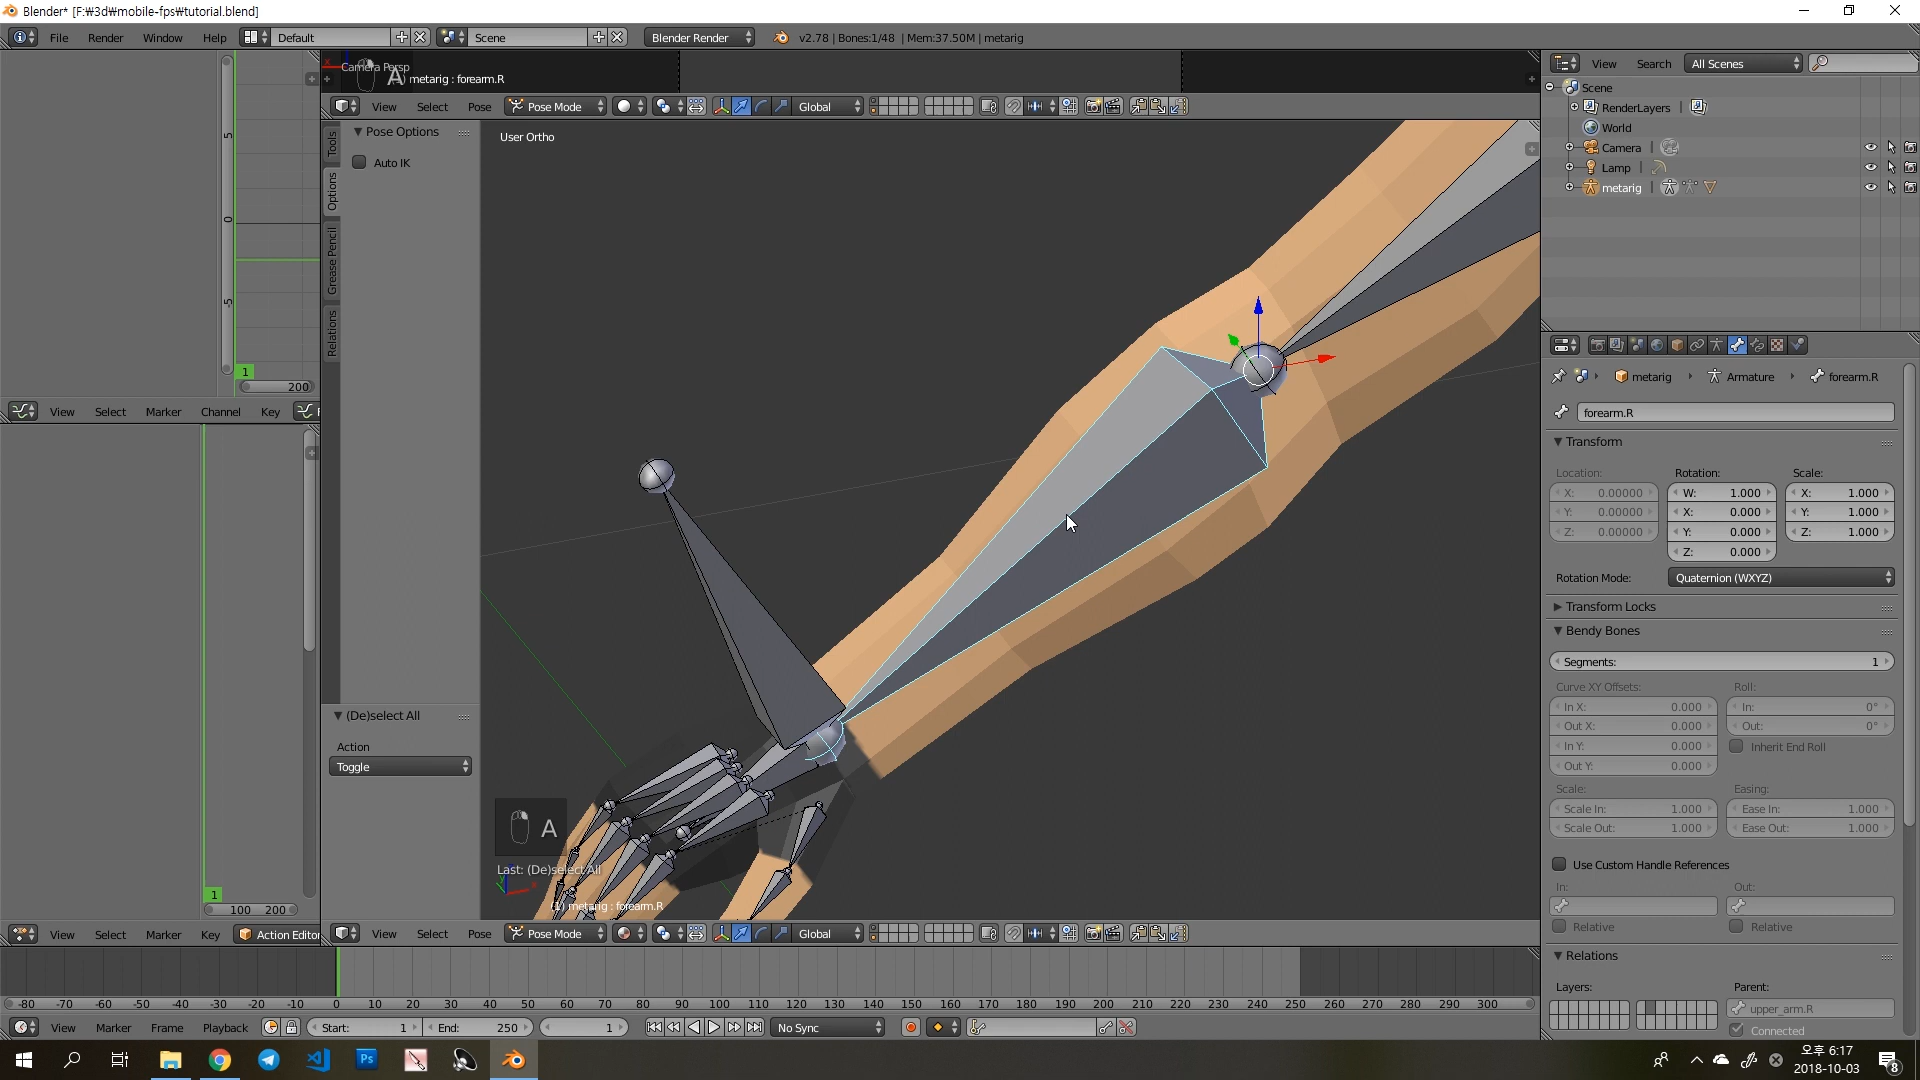 Blender* [F:₩3d₩mobile-fps₩tutorial.blend]
File Render Window Help Default Scene Blender Render v2.78 | Bones:1/48 | Mem:37.50M | metarig
Camera Persp
A
metarig : forearm.R
View Select Pose Pose Mode Global
View Search All Scenes
Scene
RenderLayers
World
Camera
Lamp
metarig
Tools
Options
Grease Pencil
Relations
Pose Options
Auto IK
User Ortho
5
0
-5
1
200
View Select Marker Channel Key
metarig Armature forearm.R
forearm.R
Transform
Location: Rotation: Scale:
X: 0.00000 W: 1.000 X: 1.000
Y: 0.00000 X: 0.000 Y: 1.000
Z: 0.00000 Y: 0.000 Z: 1.000
Z: 0.000
Rotation Mode: Quaternion (WXYZ)
Transform Locks
Bendy Bones
Segments: 1
Curve XY Offsets: Roll:
In X: 0.000 In: 0°
Out X: 0.000 Out: 0°
In Y: 0.000 Inherit End Roll
Out Y: 0.000
Scale: Easing:
Scale In: 1.000 Ease In: 1.000
Scale Out: 1.000 Ease Out: 1.000
Use Custom Handle References
In: Out:
Relative Relative
Relations
Layers: Parent:
upper_arm.R
Connected
(De)select All
Action
Toggle
A
Last: (De)select All
(1) metarig : forearm.R
1
100 200
View Select Marker Key Action Editor
View Select Pose Pose Mode Global
-80 -70 -60 -50 -40 -30 -20 -10 0 10 20 30 40 50 60 70 80 90 100 110 120 130 140 150 160 170 180 190 200 210 220 230 240 250 260 270 280 290 300
View Marker Frame Playback Start: 1 End: 250 1 No Sync
Ps
오후 6:17
2018-10-03
8